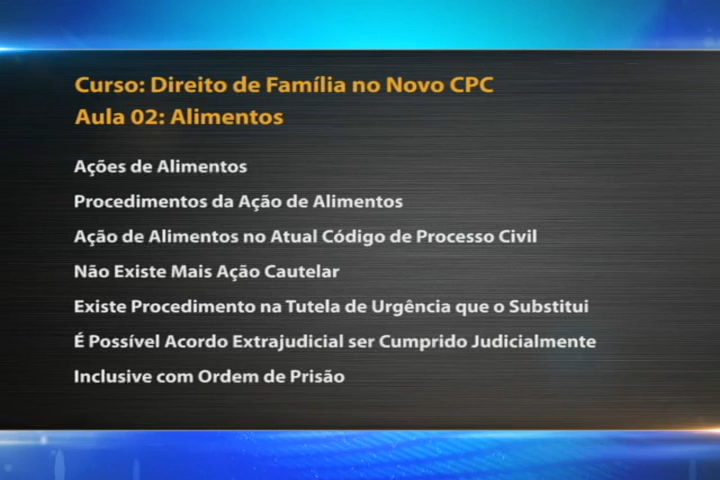 Curso: Direito de Família no Novo CPC
Aula 02: Alimentos
Ações de Alimentos
Procedimentos da Ação de Alimentos
Ação de Alimentos no Atual Código de Processo Civil
Não Existe Mais Ação Cautelar
Existe Procedimento na Tutela de Urgência que o Substitui
É Possível Acordo Extrajudicial ser Cumprido Judicialmente
Inclusive com Ordem de Prisão